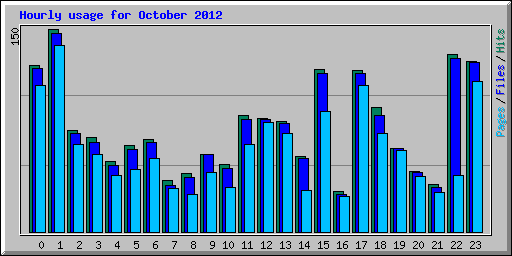 Hourly usage for October 2012
150
Pages/Files/Hits
0 1 2 3 4 5 6 7 8 9 10 11 12 13 14 15 16 17 18 19 20 21 22 23